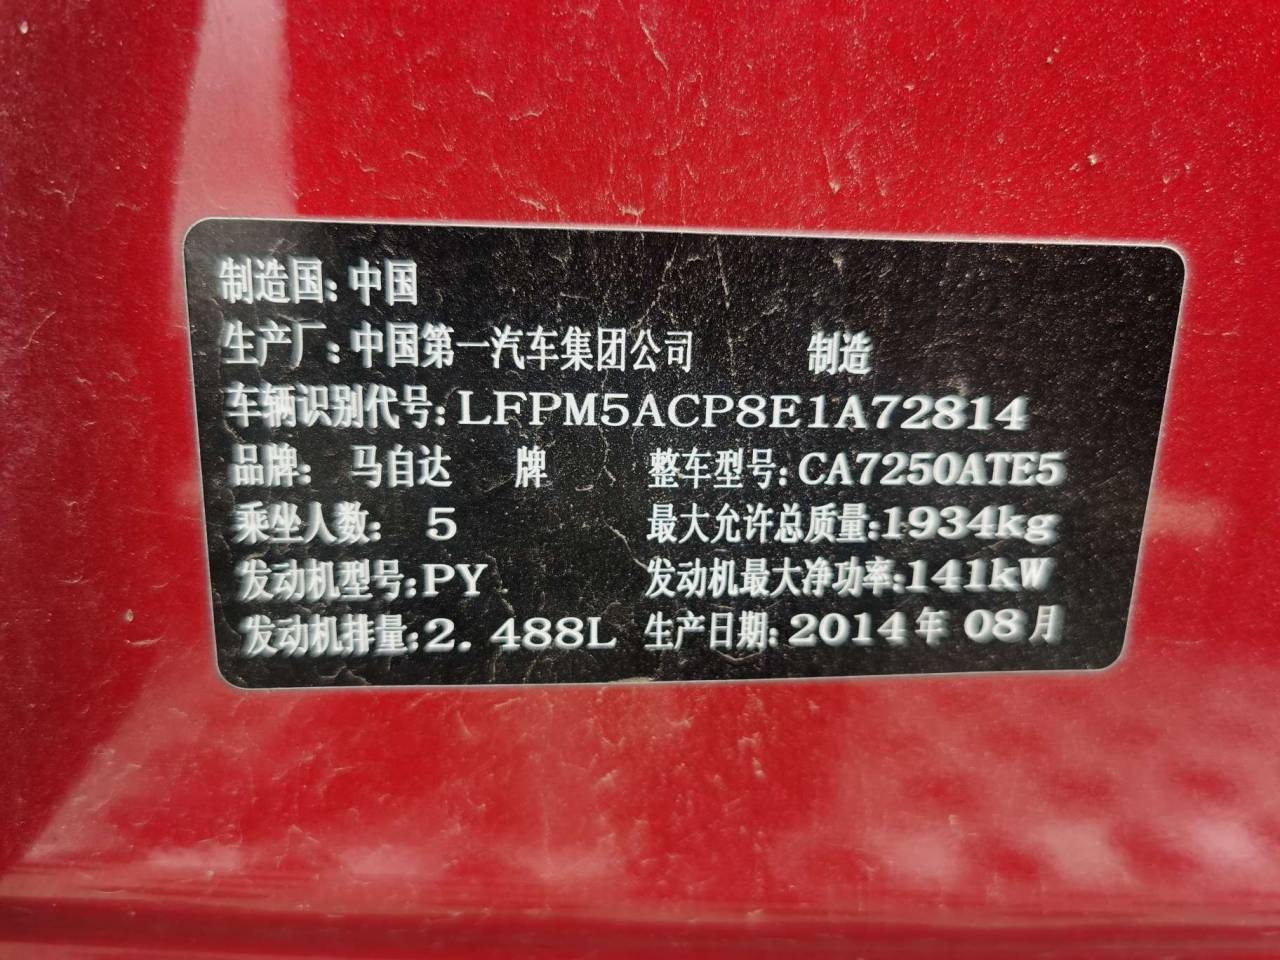 制造国:中国
生产厂:中国第一汽车集团公司 制造
车辆识别代号:LFPM5ACP8E1A72814
品牌: 马自达 牌 整车型号:CA7250ATE5
乘坐人数: 5 最大允许总质量:1934kg
发动机型号:PY 发动机最大净功率:141kW
发动机排量:2. 488L 生产日期:2014年 08月